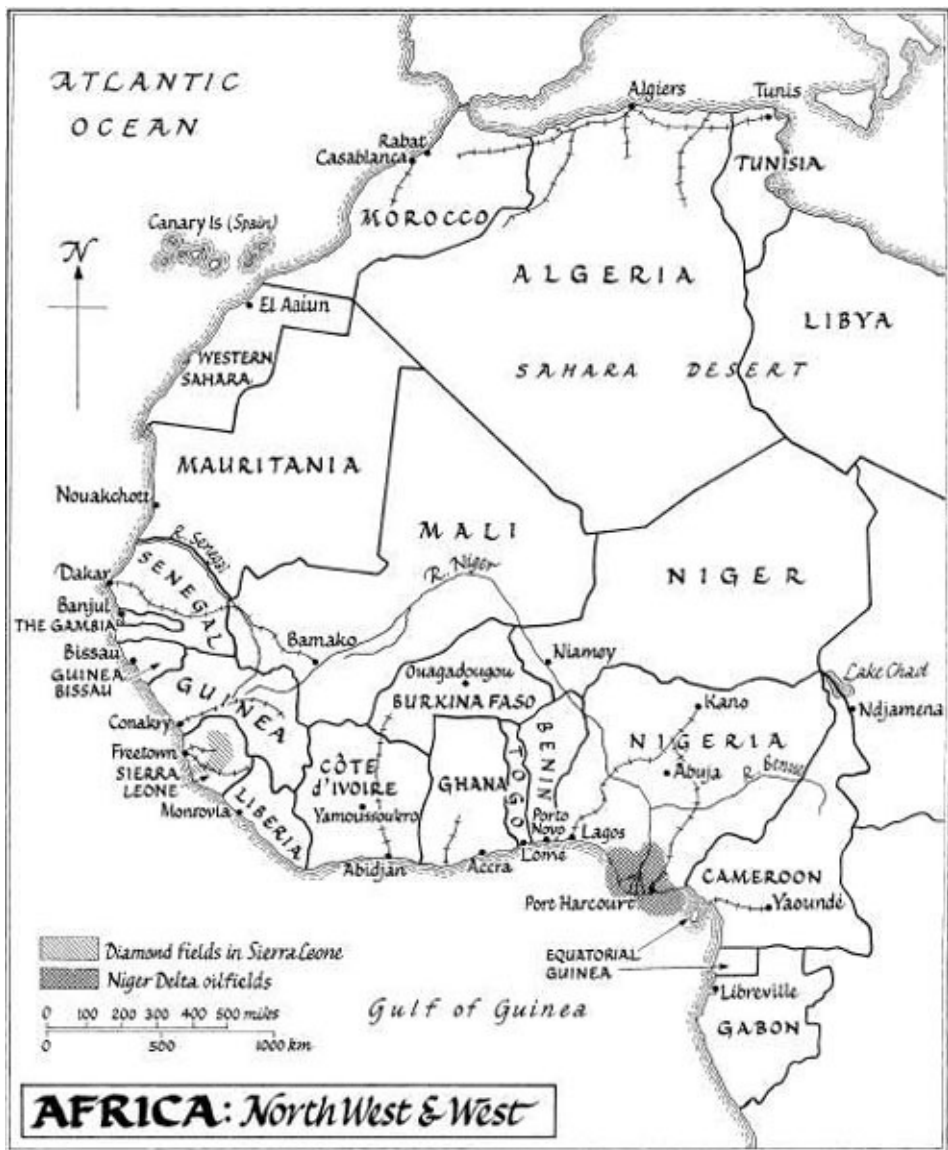 ATLANTIC
OCEAN
Algiers
Tunis
Rabat
Casablanca
TUNISIA
MOROCCO
Canary Is (Spain)
N
ALGERIA
El Aaiun
LIBYA
WESTERN
SAHARA
SAHARA DESERT
MAURITANIA
Nouakchott
MALI
R. Senegal
R. Niger
NIGER
Dakar
SENEGAL
Banjul
THE GAMBIA
Bamako
Niamey
Bissau
GUINEA
BISSAU
Ouagadougou
BURKINA FASO
Lake Chad
Kano
Ndjamena
GUINEA
Conakry
NIGERIA
BENIN
TOGO
Freetown
SIERRA
LEONE
CÔTE
d'IVOIRE
GHANA
Abuja
R. Benue
LIBERIA
Yamoussoukro
Monrovia
Porto
Novo
Lagos
Lomé
Abidjan
Accra
CAMEROON
Port Harcourt
Yaoundé
EQUATORIAL
GUINEA
Libreville
GABON
Diamond fields in Sierra Leone
Niger Delta oilfields
0 100 200 300 400 500 miles
0 500 1000 km
Gulf of Guinea
AFRICA: North West & West